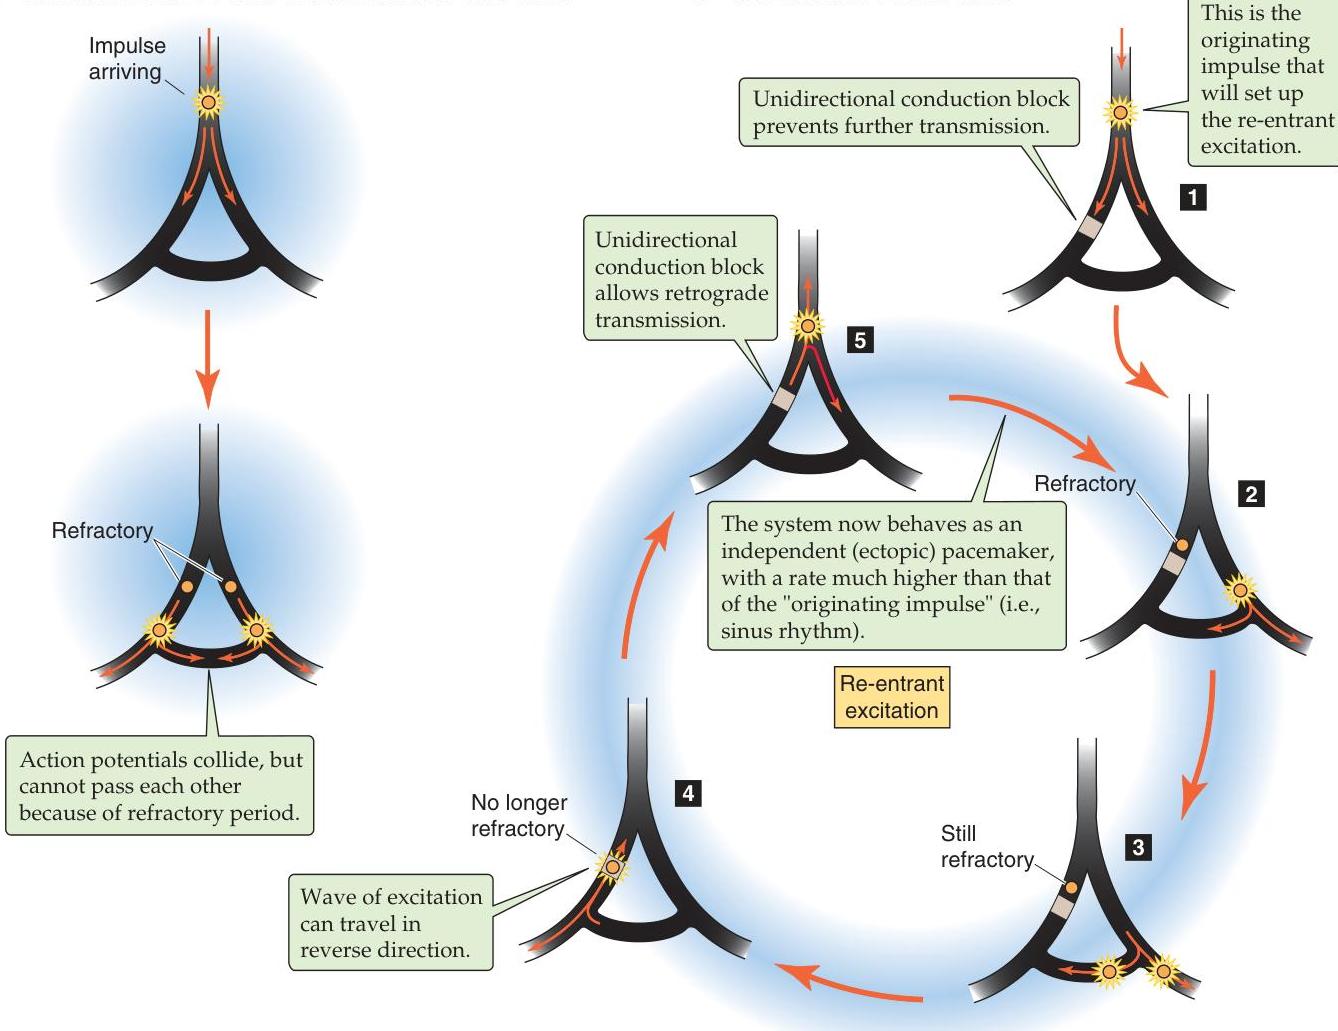 Impulse
arriving
Refractory
Action potentials collide, but
cannot pass each other
because of refractory period.
This is the
originating
impulse that
will set up
the re-entrant
excitation.
Unidirectional conduction block
prevents further transmission.
1
Unidirectional
conduction block
allows retrograde
transmission.
5
Refractory
2
The system now behaves as an
independent (ectopic) pacemaker,
with a rate much higher than that
of the "originating impulse" (i.e.,
sinus rhythm).
Re-entrant
excitation
4
No longer
refractory
Wave of excitation
can travel in
reverse direction.
Still
refractory
3